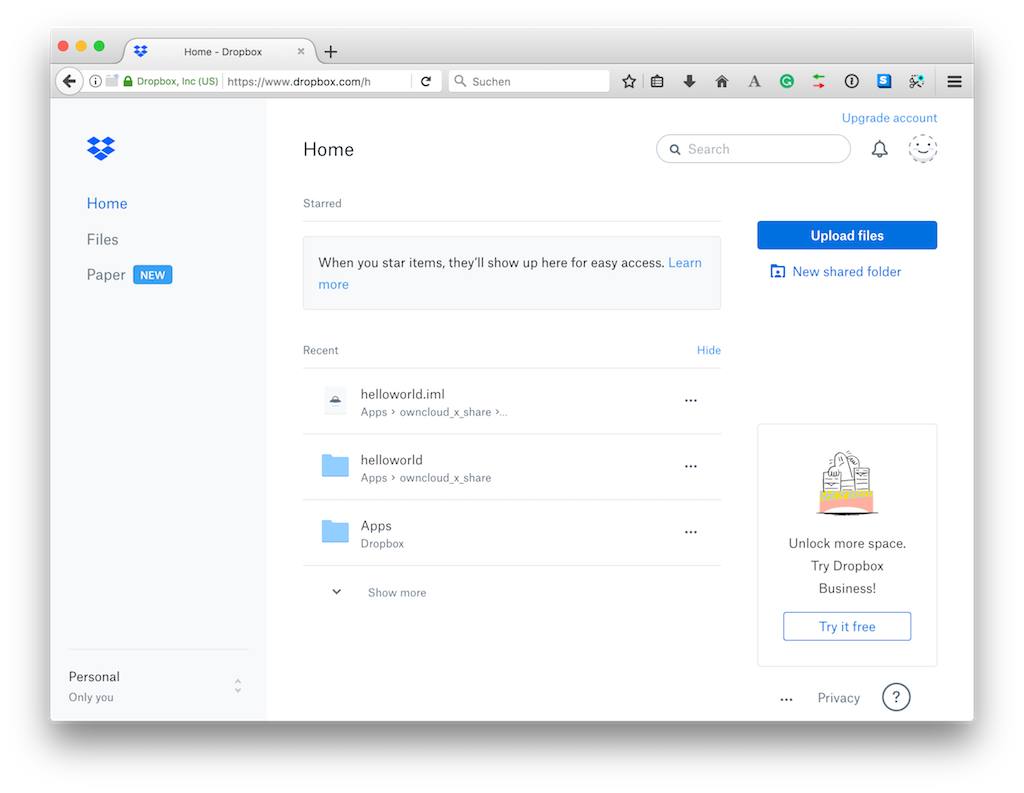 Home - Dropbox
Dropbox, Inc (US)
https://www.dropbox.com/h
Suchen
Upgrade account
Home
Search
Home
Files
Paper NEW
Starred
When you star items, they’ll show up here for easy access. Learn
more
Upload files
New shared folder
Recent
Hide
helloworld.iml
Apps › owncloud_x_share ›...
helloworld
Apps › owncloud_x_share
Apps
Dropbox
Show more
Unlock more space.
Try Dropbox
Business!
Try it free
Personal
Only you
Privacy
?